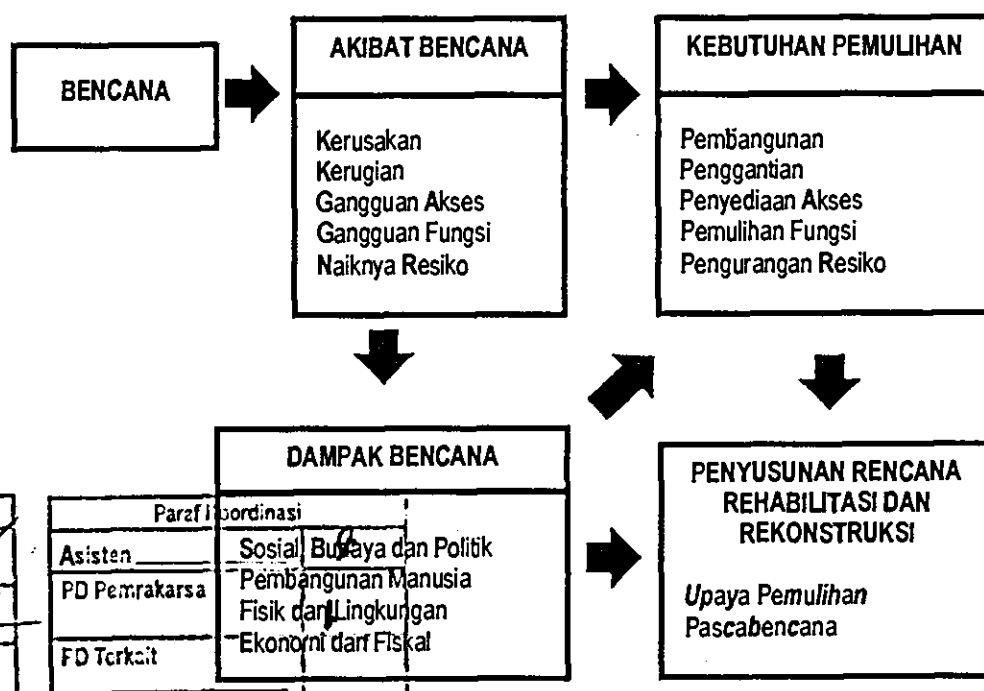 BENCANA
AKIBAT BENCANA
Kerusakan
Kerugian
Gangguan Akses
Gangguan Fungsi
Naiknya Resiko
KEBUTUHAN PEMULIHAN
Pembangunan
Penggantian
Penyediaan Akses
Pemulihan Fungsi
Pengurangan Resiko
DAMPAK BENCANA
Sosial, Budaya dan Politik
Pembangunan Manusia
Fisik dan Lingkungan
Ekonomi dan Fiskal
PENYUSUNAN RENCANA
REHABILITASI DAN
REKONSTRUKSI
Upaya Pemulihan
Pascabencana
Paraf Koordinasi
Asisten
PD Pemrakarsa
PD Terkait